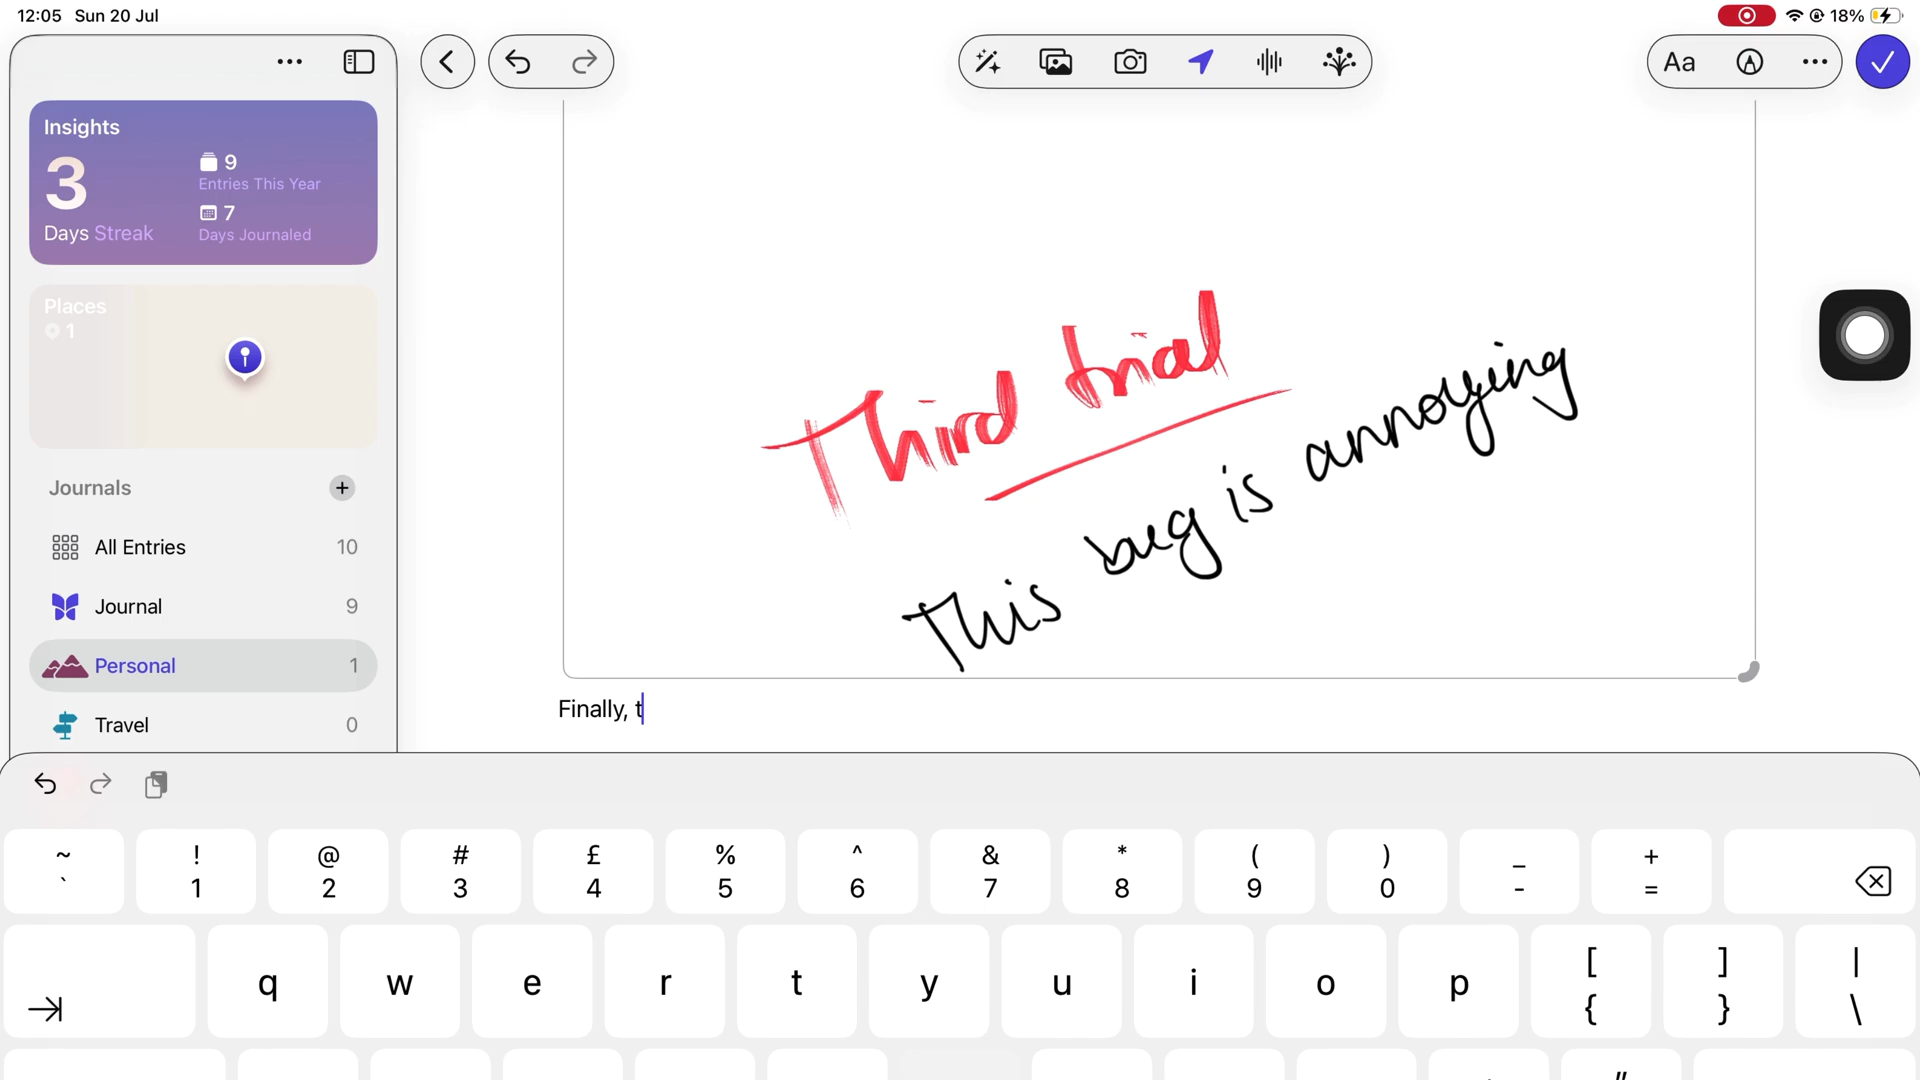 12:05 Sun 20 Jul
18%
Insights
3
Days Streak
9
Entries This Year
7
Days Journaled
Places
1
Journals
All Entries 10
Journal 9
Personal 1
Travel 0
Aa
Third trial
This bug is annoying
Finally, t
~ ! @ # £ % ^ & * ( ) _ +
` 1 2 3 4 5 6 7 8 9 0 - =
q w e r t y u i o p [ ] |
{ } \
"